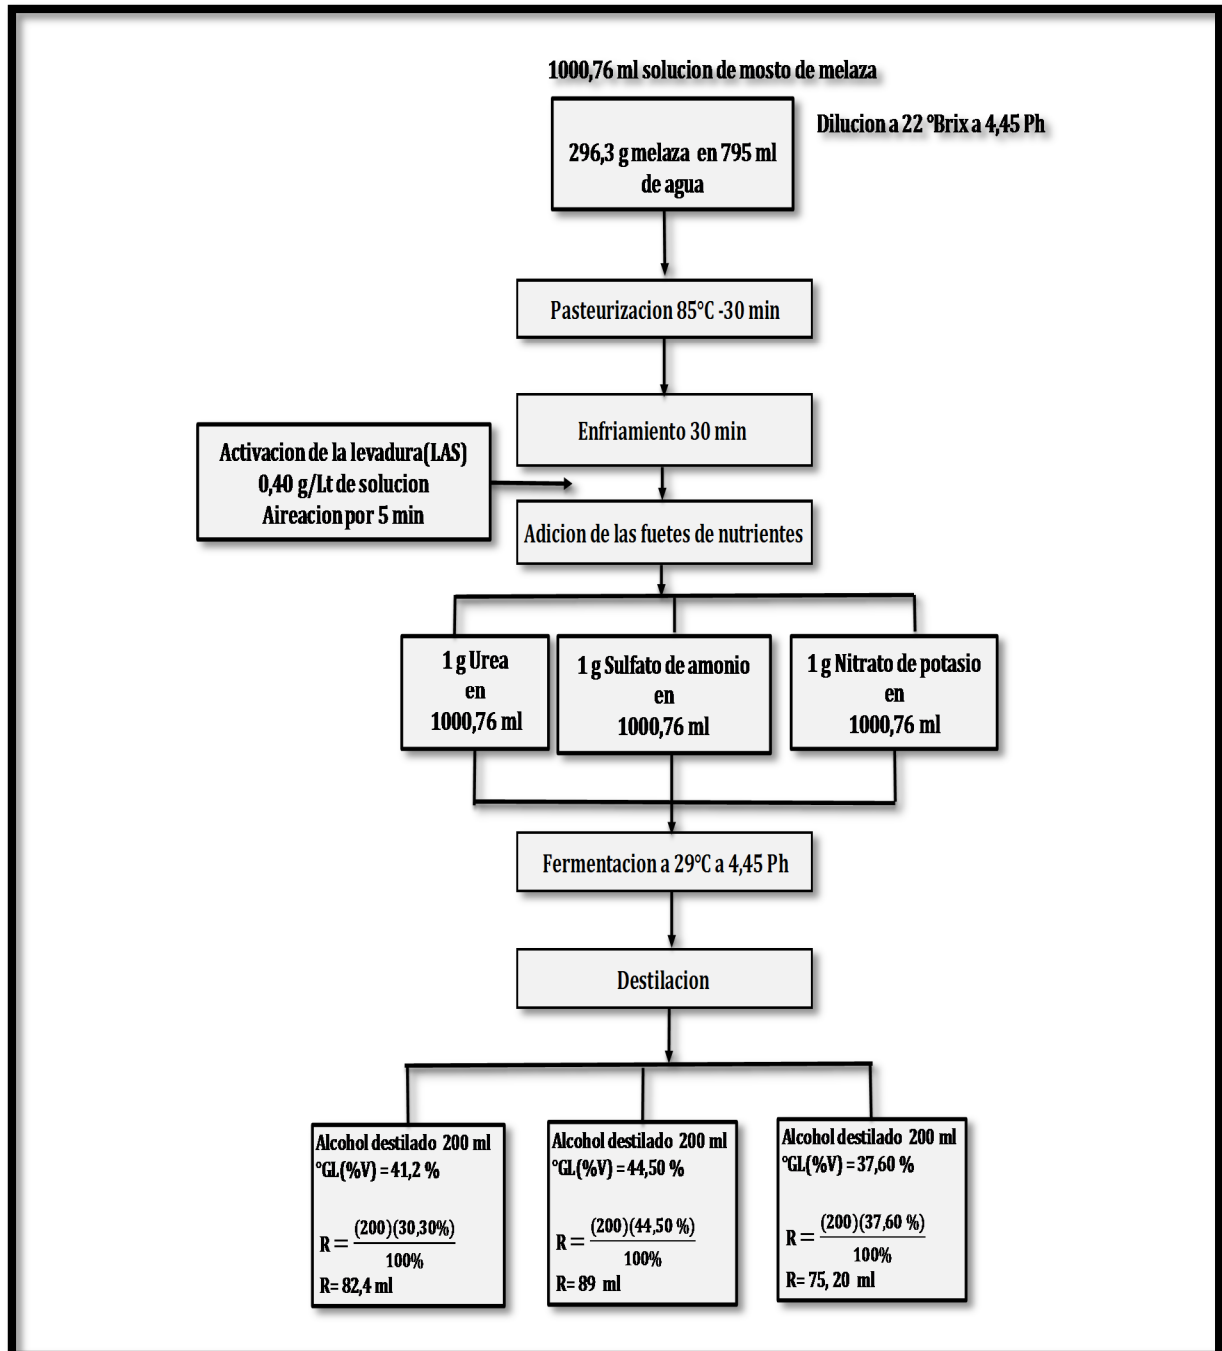 1000,76 ml solucion de mosto de melaza
Dilucion a 22 °Brix a 4,45 Ph
296,3 g melaza en 795 ml
de agua
Pasteurizacion 85°C -30 min
Enfriamiento 30 min
Activacion de la levadura(LAS)
0,40 g/Lt de solucion
Aireacion por 5 min
Adicion de las fuetes de nutrientes
1 g Urea
en
1000,76 ml
1 g Sulfato de amonio
en
1000,76 ml
1 g Nitrato de potasio
en
1000,76 ml
Fermentacion a 29°C a 4,45 Ph
Destilacion
Alcohol destilado 200 ml
°GL(%V) = 41,2 %
R = (200)(30,30%)
100%
R= 82,4 ml
Alcohol destilado 200 ml
°GL(%V) = 44,50 %
R = (200)(44,50 %)
100%
R= 89 ml
Alcohol destilado 200 ml
°GL(%V) = 37,60 %
R = (200)(37,60 %)
100%
R= 75, 20 ml